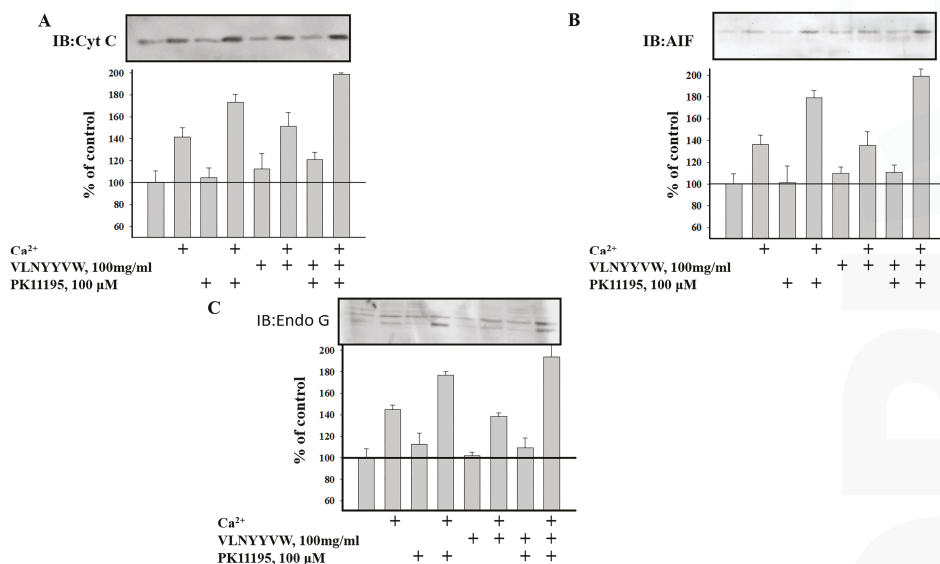 A
IB:Cyt C
% of control
200
180
160
140
120
100
80
60
Ca²⁺ + + + +
VLNYYVW, 100mg/ml + + + +
PK11195, 100 µM + + + +
B
IB:AIF
% of control
200
180
160
140
120
100
80
60
Ca²⁺ + + + +
VLNYYVW, 100mg/ml + + + +
PK11195, 100 µM + + + +
C
IB:Endo G
% of control
200
180
160
140
120
100
80
60
Ca²⁺ + + + +
VLNYYVW, 100mg/ml + + + +
PK11195, 100 µM + + + +